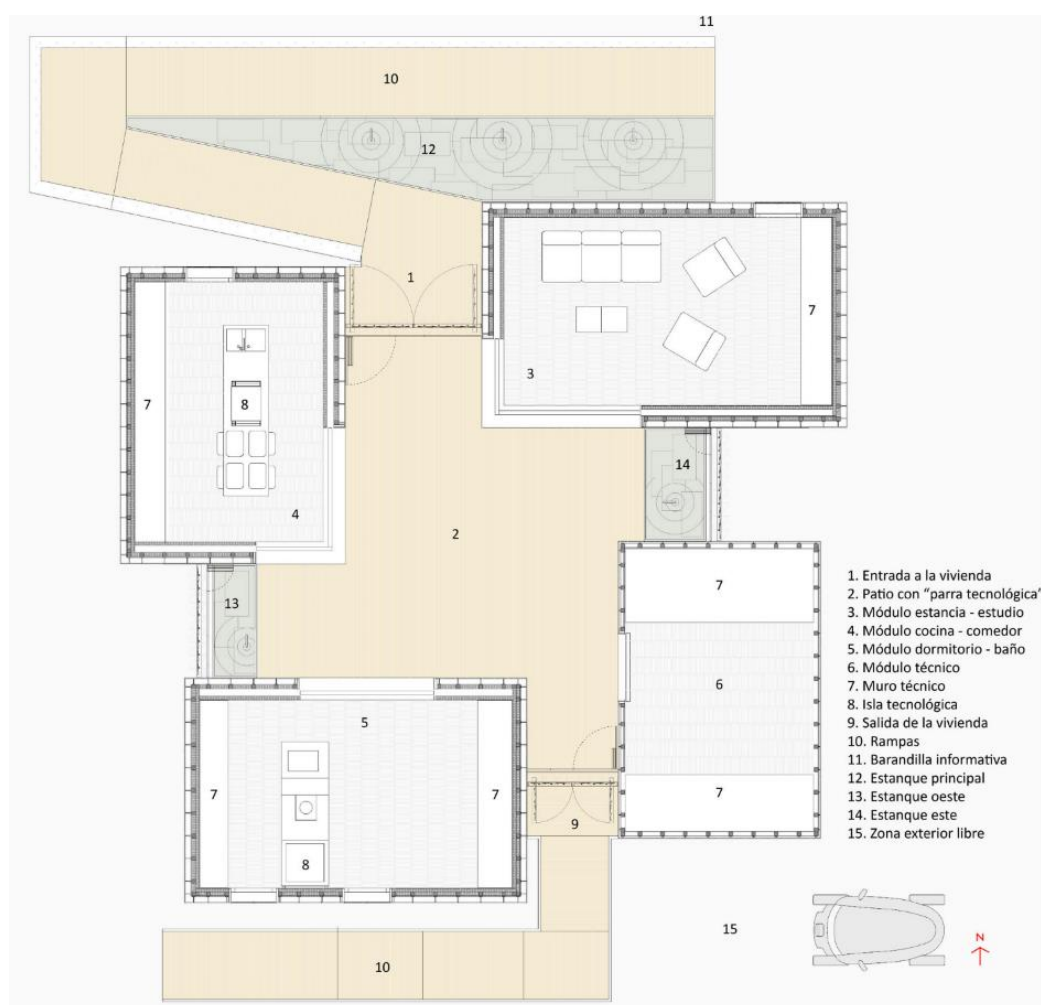 11
10
12
1
7
3
7
8
14
4
2
13
7
1. Entrada a la vivienda
2. Patio con “parra tecnológica”
3. Módulo estancia - estudio
4. Módulo cocina - comedor
5. Módulo dormitorio - baño
6. Módulo técnico
7. Muro técnico
8. Isla tecnológica
9. Salida de la vivienda
10. Rampas
11. Barandilla informativa
12. Estanque principal
13. Estanque oeste
14. Estanque este
15. Zona exterior libre
6
5
7
7
7
9
8
15
N
10